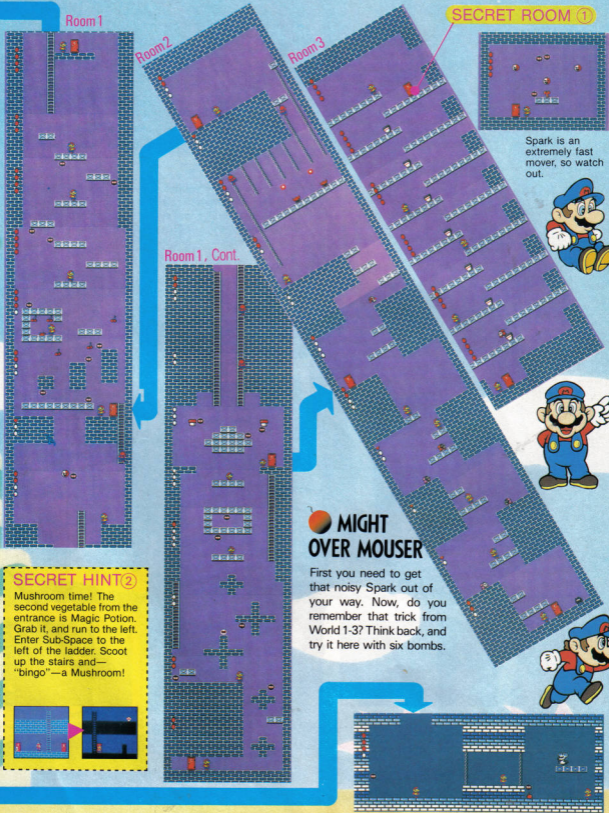 Room 1
Room 2
Room 3
SECRET ROOM ①
Spark is an
extremely fast
mover, so watch
out.
Room 1, Cont.
MIGHT
OVER MOUSER
First you need to get
that noisy Spark out of
your way. Now, do you
remember that trick from
World 1-3? Think back, and
try it here with six bombs.
SECRET HINT②
Mushroom time! The
second vegetable from the
entrance is Magic Potion.
Grab it, and run to the left.
Enter Sub-Space to the
left of the ladder. Scoot
up the stairs and—
"bingo"—a Mushroom!